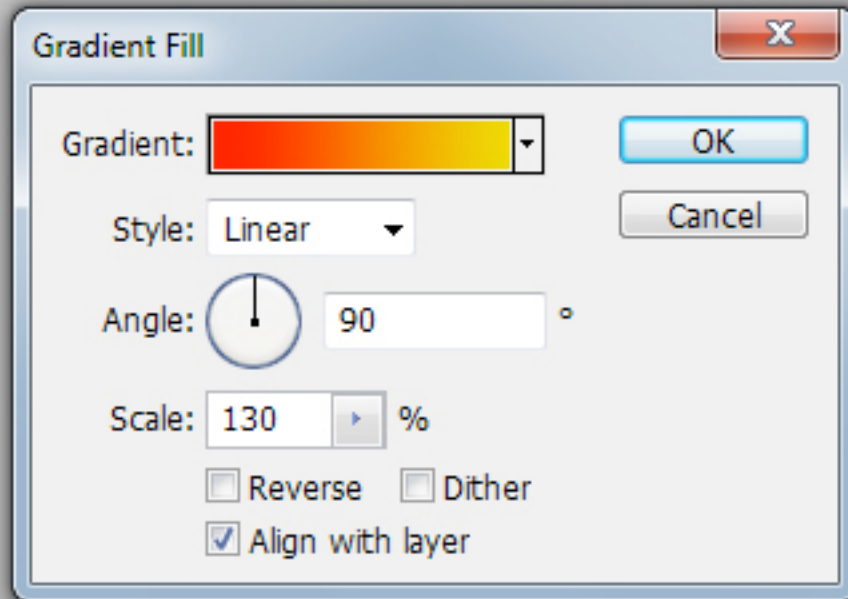 Gradient Fill
Gradient: OK
Cancel
Style: Linear
Angle: 90 °
Scale: 130 %
Reverse Dither
Align with layer